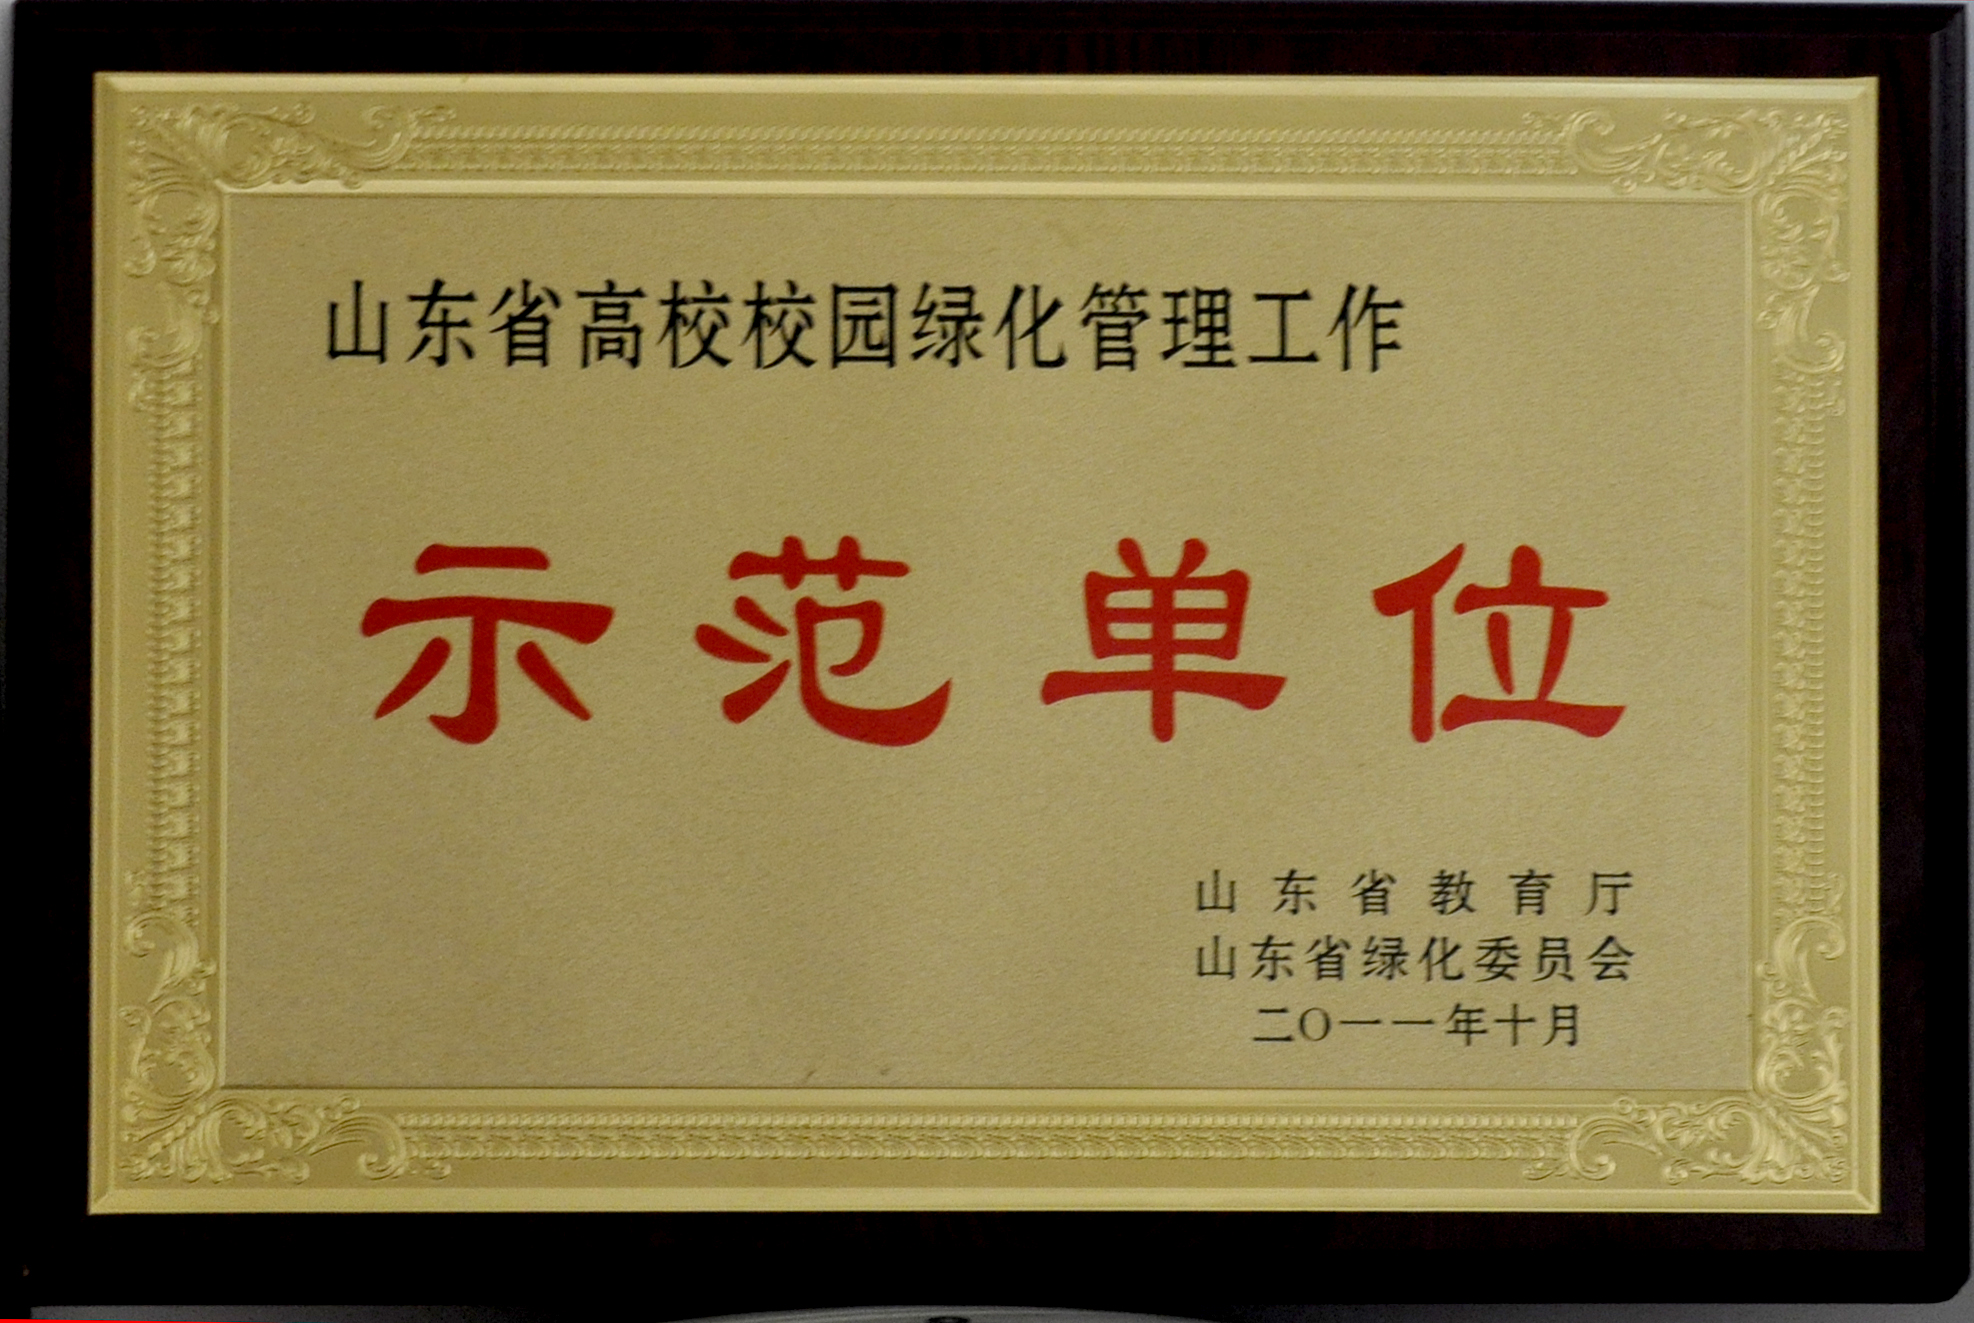 山东省高校校园绿化管理工作
示范单位
山东省教育厅
山东省绿化委员会
二〇一一年十月